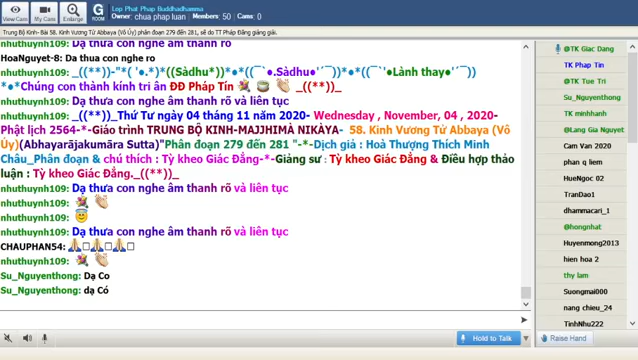 Lep Phat Phap Buddhadhamma
Owner: chua phap luan / Members: 50 / Cams: 0
View Cam
My Cam
Enlarge
ROOM
Trung Bộ Kinh- Bài 58. Kinh Vương Tử Abbaya (Vô Úy) phân đoạn 279 đến 281, sẽ do TT Pháp Đăng giảng giải.
nhuthuynh109: Dạ thưa con nghe âm thanh rõ
HoaNguyet-8: Da thua con nghe ro
nhuthuynh109: _((**))-"*( '•.*)*((Sàdhu*))*•*((¯`•.Sàdhu•'´¯))*•*((¯`'•Lành thay•'´¯))
*•*Chúng con thành kính tri ân ĐĐ Pháp Tín _((**))_
nhuthuynh109: Dạ thưa con nghe âm thanh rõ và liên tục
nhuthuynh109: _((**))_Thứ Tư ngày 04 tháng 11 năm 2020- Wednesday , November, 04 , 2020-
Phật lịch 2564-*-Giáo trình TRUNG BỘ KINH-MAJJHIMÀ NIKÀYA- 58. Kinh Vương Tử Abbaya (Vô
Úy)(Abhayarājakumāra Sutta)"Phân đoạn 279 đến 281 "-*-Dịch giả : Hoà Thượng Thích Minh
Châu_Phân đoạn & chú thích : Tỳ kheo Giác Đẳng-*-Giảng sư : Tỳ kheo Giác Đẳng & Điều hợp thảo
luận : Tỳ kheo Giác Đẳng._((**))_
nhuthuynh109: Dạ thưa con nghe âm thanh rõ và liên tục
nhuthuynh109:
nhuthuynh109:
nhuthuynh109: Dạ thưa con nghe âm thanh rõ và liên tục
CHAUPHAN54:
nhuthuynh109:
Su_Nguyenthong: Dạ Co
Su_Nguyenthong: dạ Có
Hold to Talk
@TK Giac Dang
TK Phap Tin
@TK Tue Tri
Su_Nguyenthong
TK minhhanh
@Lang Gia Nguyet
Cam Van 2020
phan q liem
HueNgoc 02
TranDao1
dhammacari_1
@hongnhat
Huyenmong2013
hien hoa 2
thy lam
Suongmai000
nang chieu_24
TinhNhu222
Raise Hand